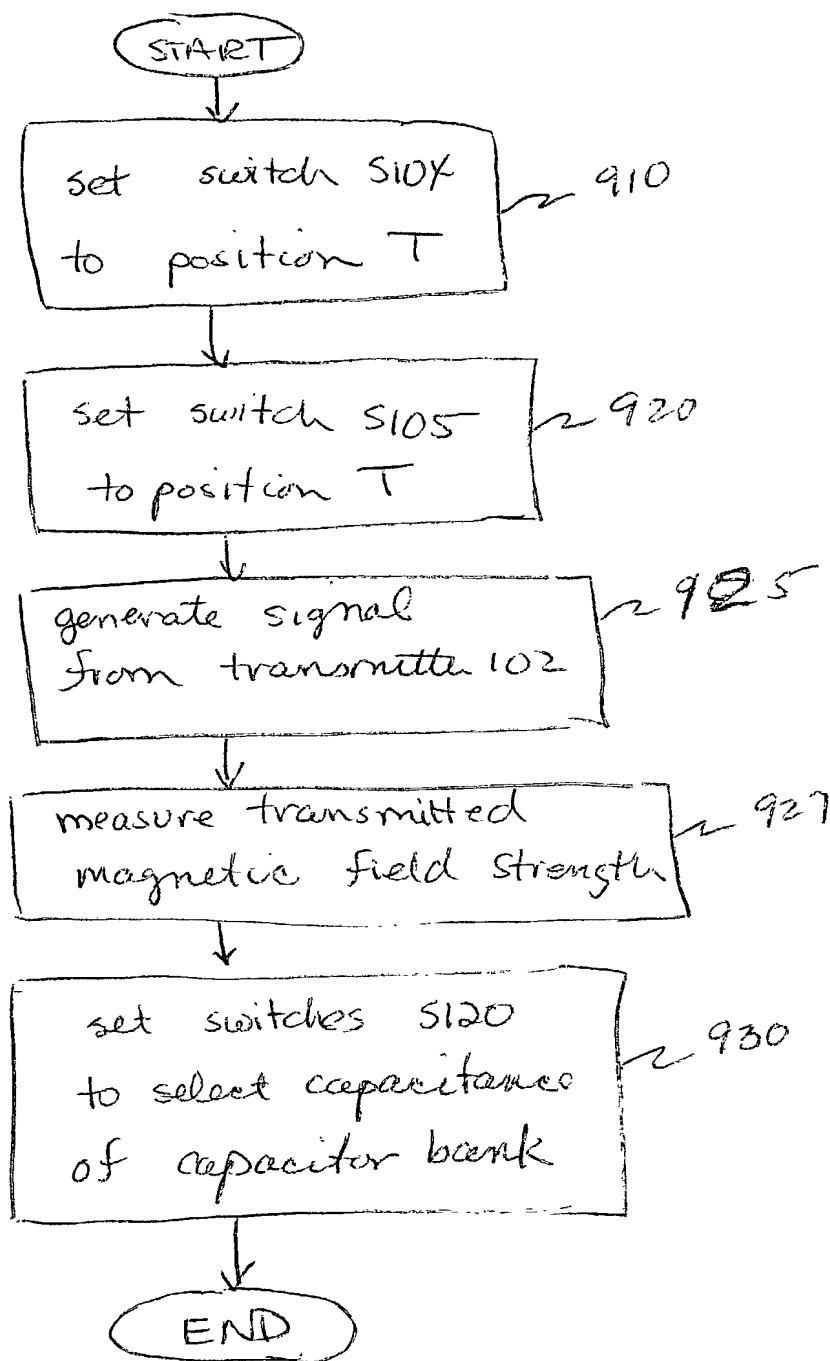 START
set switch S104
to position T
910
set switch S105
to position T
920
generate signal
from transmitter 102
925
measure transmitted
magnetic field strength
927
set switches S120
to select capacitance
of capacitor bank
930
END